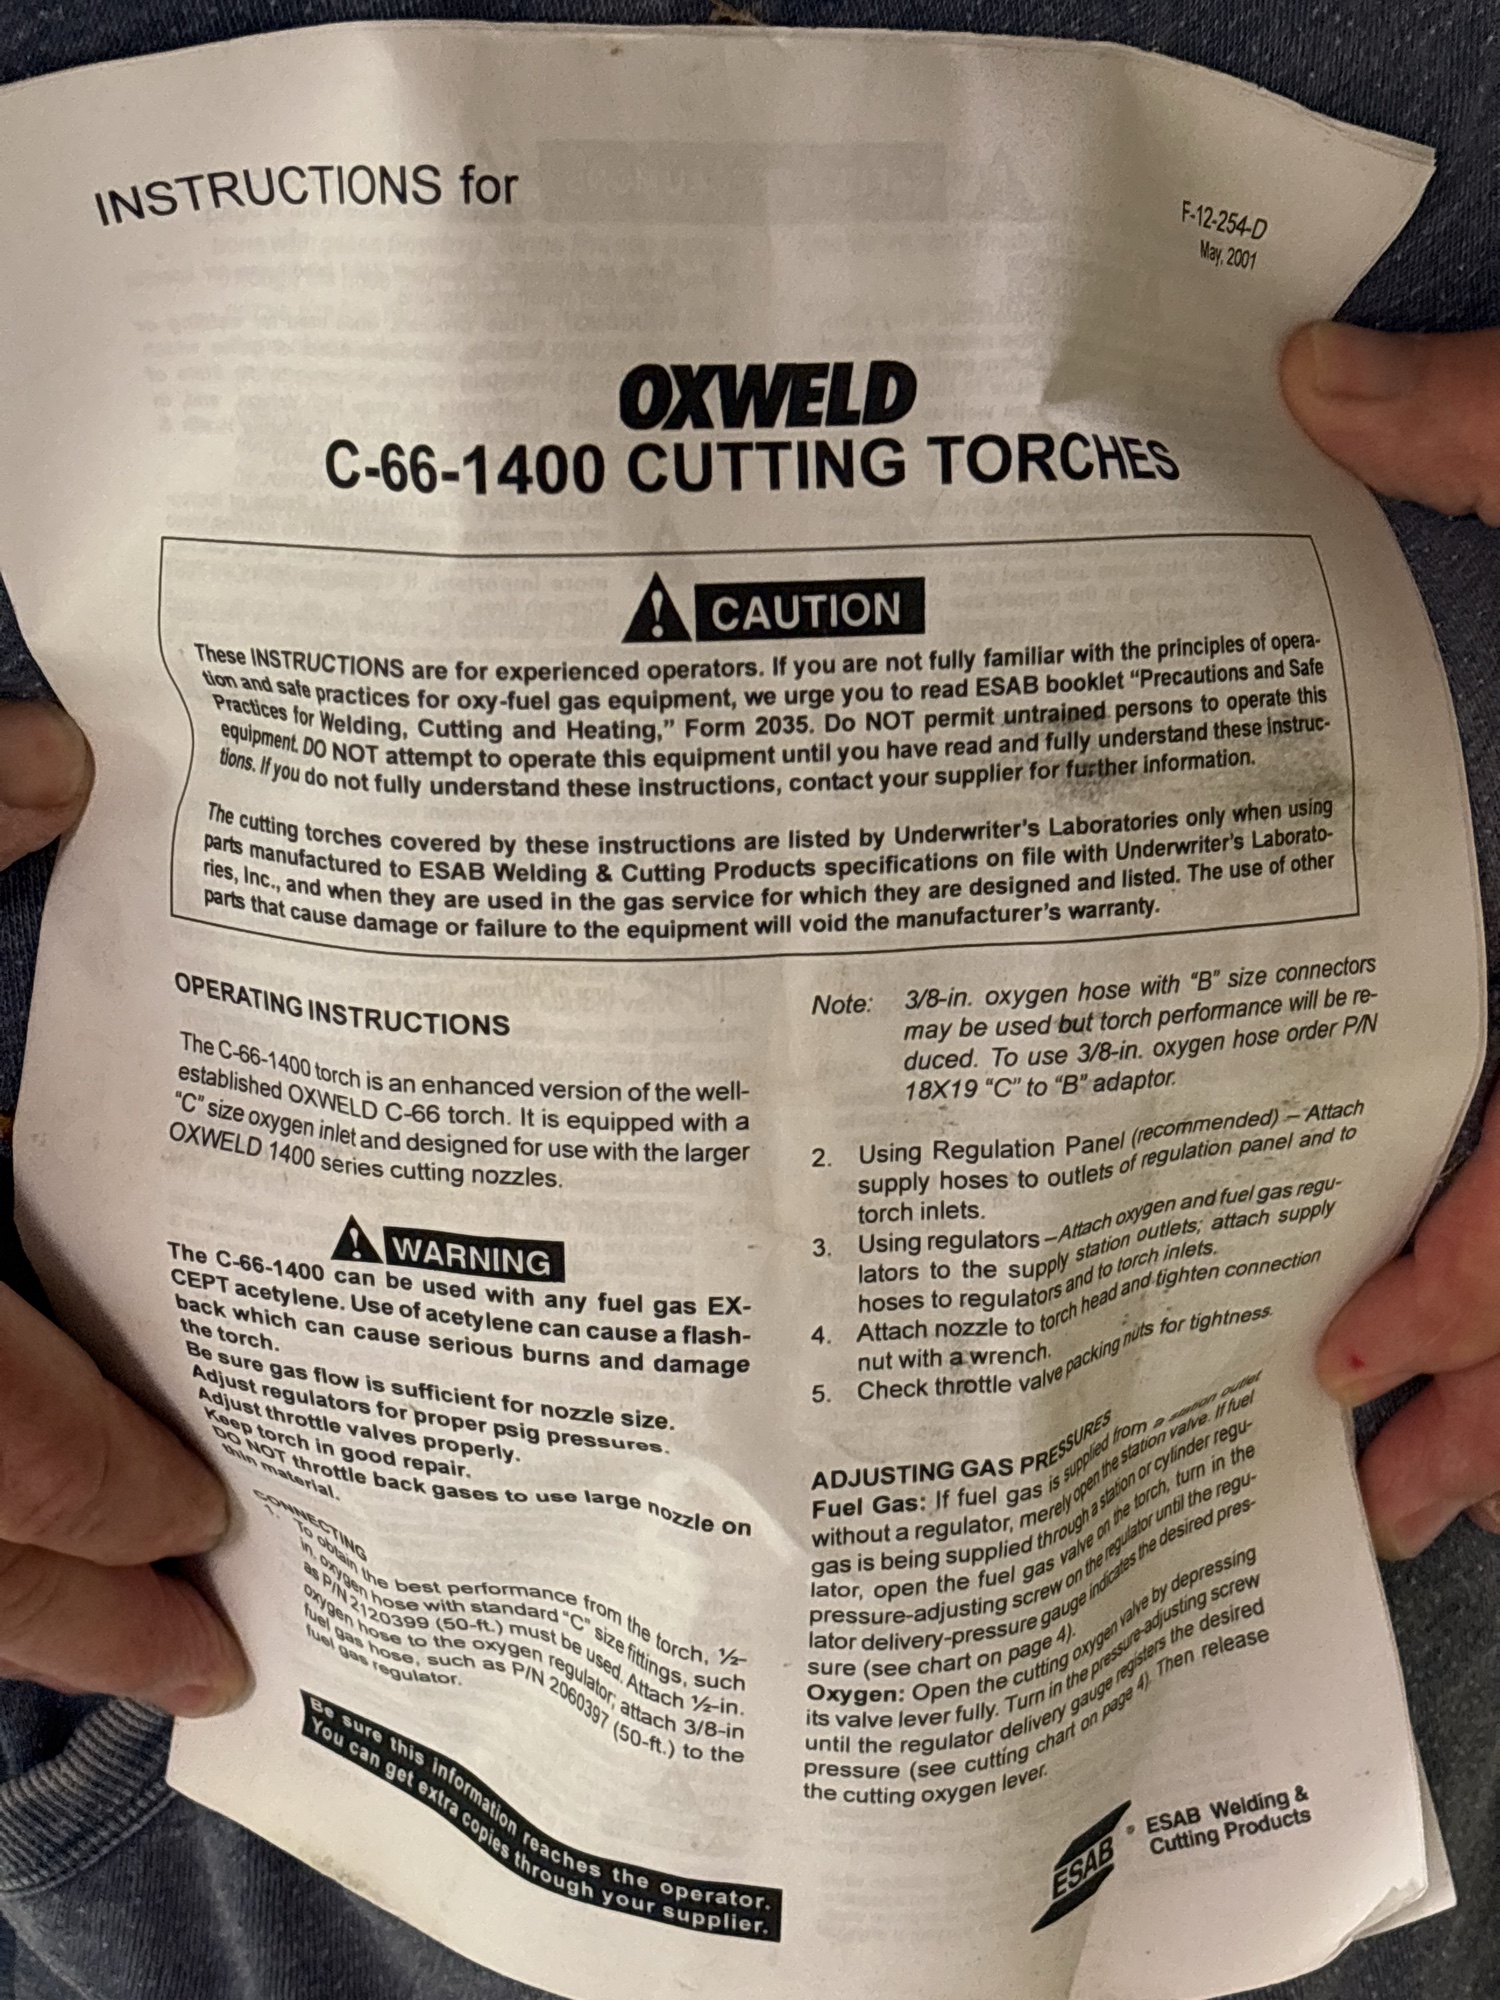 INSTRUCTIONS for
F-12-254-D
May, 2001
OXWELD
C-66-1400 CUTTING TORCHES
! CAUTION
These INSTRUCTIONS are for experienced operators. If you are not fully familiar with the principles of opera-
tion and safe practices for oxy-fuel gas equipment, we urge you to read ESAB booklet “Precautions and Safe
Practices for Welding, Cutting and Heating,” Form 2035. Do NOT permit untrained persons to operate this
equipment. DO NOT attempt to operate this equipment until you have read and fully understand these instruc-
tions. If you do not fully understand these instructions, contact your supplier for further information.
The cutting torches covered by these instructions are listed by Underwriter’s Laboratories only when using
parts manufactured to ESAB Welding & Cutting Products specifications on file with Underwriter’s Laborato-
ries, Inc., and when they are used in the gas service for which they are designed and listed. The use of other
parts that cause damage or failure to the equipment will void the manufacturer’s warranty.
OPERATING INSTRUCTIONS
The C-66-1400 torch is an enhanced version of the well-
established OXWELD C-66 torch. It is equipped with a
“C” size oxygen inlet and designed for use with the larger
OXWELD 1400 series cutting nozzles.
! WARNING
The C-66-1400 can be used with any fuel gas EX-
CEPT acetylene. Use of acetylene can cause a flash-
back which can cause serious burns and damage
the torch.
Be sure gas flow is sufficient for nozzle size.
Adjust regulators for proper psig pressures.
Adjust throttle valves properly.
Keep torch in good repair.
DO NOT throttle back gases to use large nozzle on
thin material.
CONNECTING
1. To obtain the best performance from the torch, ½-
in. oxygen hose with standard “C” size fittings, such
as P/N 2120399 (50-ft.) must be used. Attach ½-in.
oxygen hose to the oxygen regulator; attach 3/8-in
fuel gas hose, such as P/N 2060397 (50-ft.) to the
fuel gas regulator.
Be sure this information reaches the operator.
You can get extra copies through your supplier.
Note: 3/8-in. oxygen hose with “B” size connectors
may be used but torch performance will be re-
duced. To use 3/8-in. oxygen hose order P/N
18X19 “C” to “B” adaptor.
2. Using Regulation Panel (recommended) – Attach
supply hoses to outlets of regulation panel and to
torch inlets.
3. Using regulators –Attach oxygen and fuel gas regu-
lators to the supply station outlets; attach supply
hoses to regulators and to torch inlets.
4. Attach nozzle to torch head and tighten connection
nut with a wrench.
5. Check throttle valve packing nuts for tightness.
ADJUSTING GAS PRESSURES
Fuel Gas: If fuel gas is supplied from a station outlet
without a regulator, merely open the station valve. If fuel
gas is being supplied through a station or cylinder regu-
lator, open the fuel gas valve on the torch, turn in the
pressure-adjusting screw on the regulator until the regu-
lator delivery-pressure gauge indicates the desired pres-
sure (see chart on page 4).
Oxygen: Open the cutting oxygen valve by depressing
its valve lever fully. Turn in the pressure-adjusting screw
until the regulator delivery gauge registers the desired
pressure (see cutting chart on page 4). Then release
the cutting oxygen lever.
ESAB ® ESAB Welding &
Cutting Products